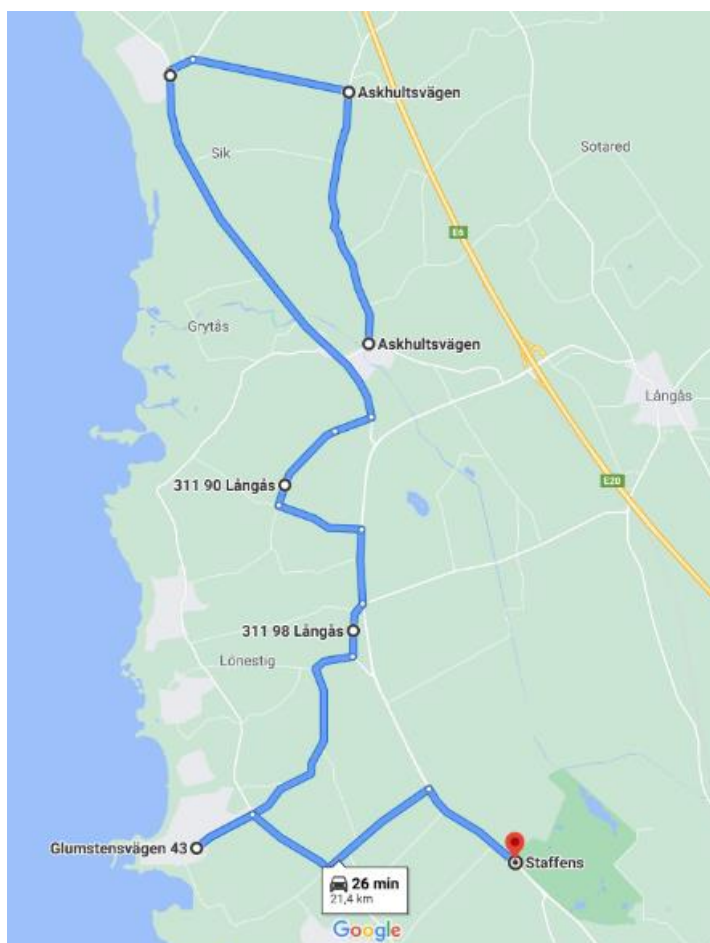 Askhultsvägen
Sotared
Sik
E6
Grytås
Askhultsvägen
Långås
311 90 Långås
E20
311 98 Långås
Lönestig
Glumstensvägen 43
Staffens
26 min
21,4 km
Google